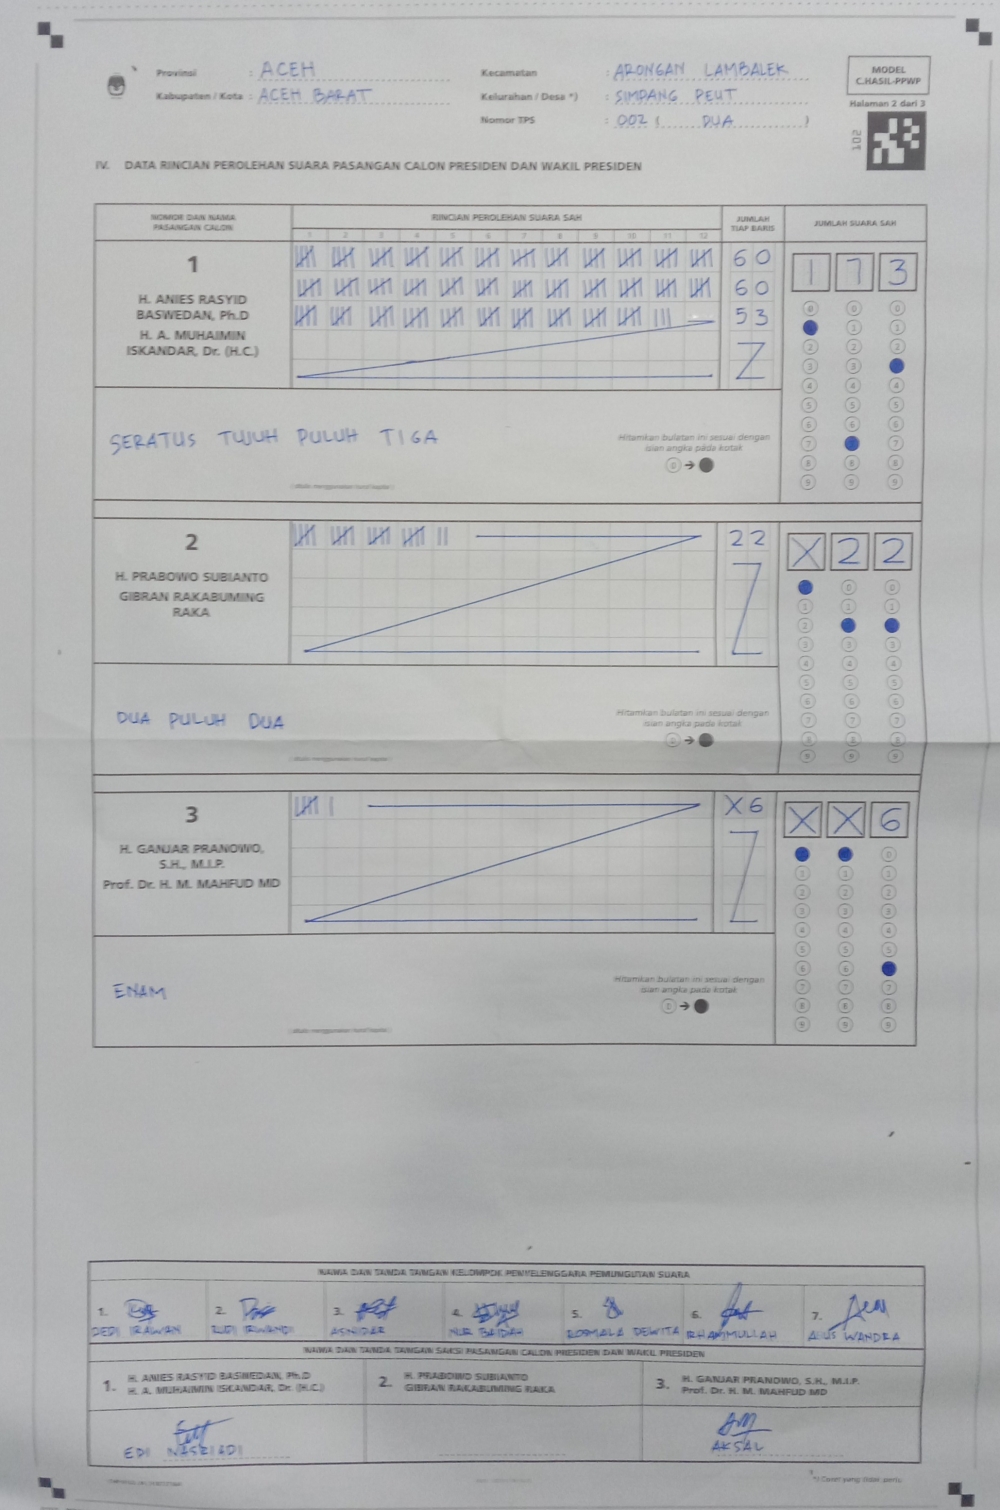 Provinsi : ACEH
Kabupaten / Kota : ACEH BARAT
Kecamatan : ARONGAN LAMBALEK
Kelurahan / Desa *) : SIMPANG PEUT
Nomor TPS : 002 ( DUA )
MODEL
C.HASIL-PPWP
Halaman 2 dari 3
102
IV. DATA RINCIAN PEROLEHAN SUARA PASANGAN CALON PRESIDEN DAN WAKIL PRESIDEN
NOMOR DAN NAMA
PASANGAN CALON
RINCIAN PEROLEHAN SUARA SAH
JUMLAH
TIAP BARIS
JUMLAH SUARA SAH
1 2 3 4 5 6 7 8 9 10 11 12
1
H. ANIES RASYID
BASWEDAN, Ph.D
H. A. MUHAIMIN
ISKANDAR, Dr. (H.C.)
60
60
53
1 7 3
SERATUS TUJUH PULUH TIGA
Hitamkan bulatan ini sesuai dengan
isian angka pada kotak
2
H. PRABOWO SUBIANTO
GIBRAN RAKABUMING
RAKA
22
X 2 2
DUA PULUH DUA
Hitamkan bulatan ini sesuai dengan
isian angka pada kotak
3
H. GANJAR PRANOWO,
S.H., M.I.P.
Prof. Dr. H. M. MAHFUD MD
X6
X X 6
ENAM
Hitamkan bulatan ini sesuai dengan
isian angka pada kotak
NAMA DAN TANDA TANGAN KELOMPOK PENYELENGGARA PEMUNGUTAN SUARA
1. 2. 3. 4. 5. 6. 7.
DEDI IRAWAN RUDI IRWANDI ASNIDAR NUR BAIDAH ROSMALA DEWITA RHAMMULLAH AIUS WANDRA
NAMA DAN TANDA TANGAN SAKSI PASANGAN CALON PRESIDEN DAN WAKIL PRESIDEN
1. H. ANIES RASYID BASWEDAN, Ph.D
H. A. MUHAIMIN ISKANDAR, Dr. (H.C.)
2. H. PRABOWO SUBIANTO
GIBRAN RAKABUMING RAKA
3. H. GANJAR PRANOWO, S.H., M.I.P.
Prof. Dr. H. M. MAHFUD MD
EDI NASRIADI
AKSAL
*) Coret yang tidak perlu